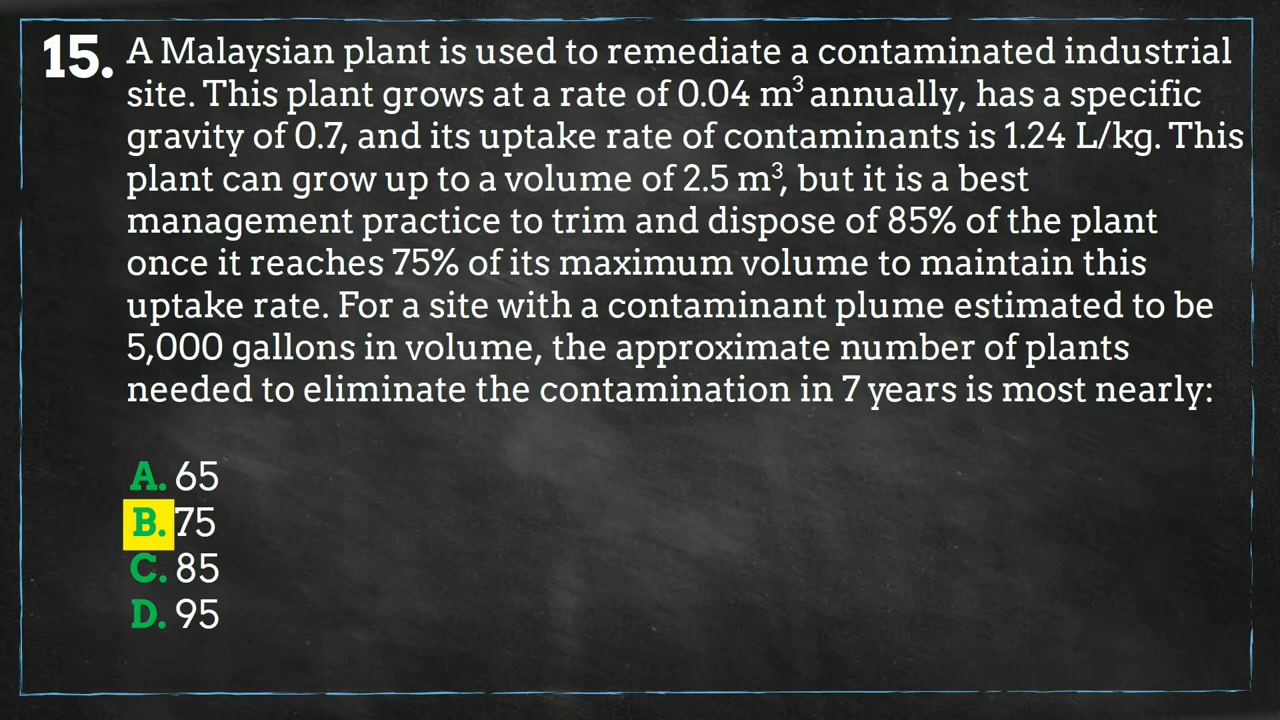 15. A Malaysian plant is used to remediate a contaminated industrial
site. This plant grows at a rate of 0.04 m³ annually, has a specific
gravity of 0.7, and its uptake rate of contaminants is 1.24 L/kg. This
plant can grow up to a volume of 2.5 m³, but it is a best
management practice to trim and dispose of 85% of the plant
once it reaches 75% of its maximum volume to maintain this
uptake rate. For a site with a contaminant plume estimated to be
5,000 gallons in volume, the approximate number of plants
needed to eliminate the contamination in 7 years is most nearly:
A. 65
B. 75
C. 85
D. 95